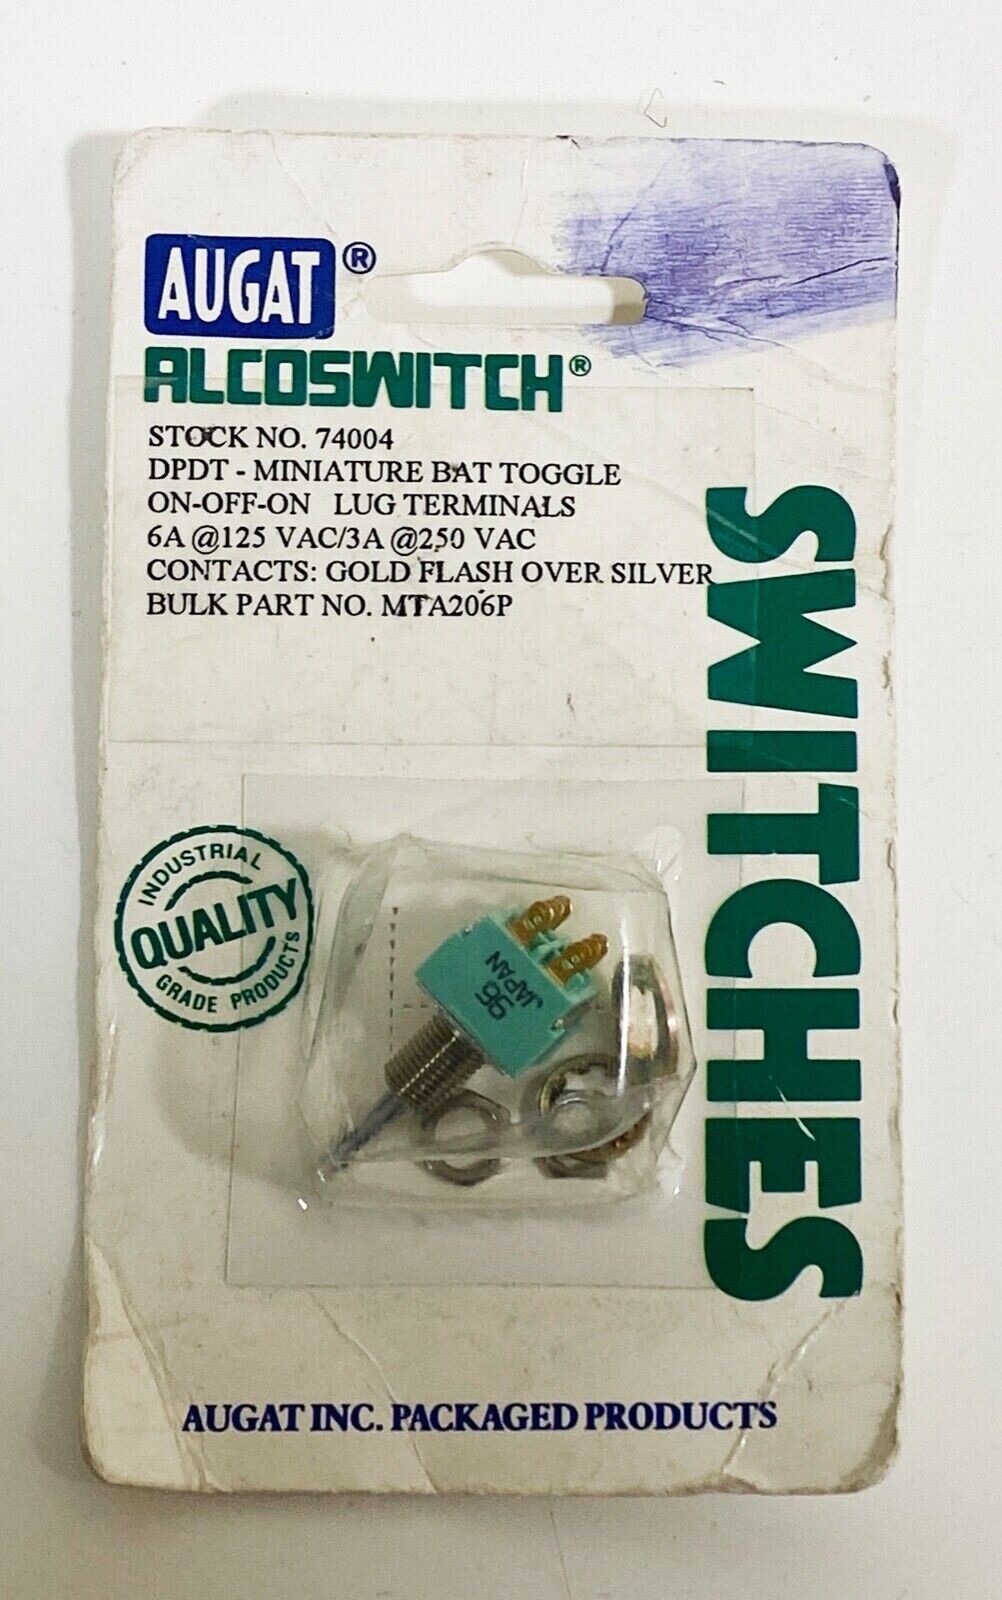 AUGAT®
ALCOSWITCH®
STOCK NO. 74004
DPDT - MINIATURE BAT TOGGLE
ON-OFF-ON LUG TERMINALS
6A @125 VAC/3A @250 VAC
CONTACTS: GOLD FLASH OVER SILVER
BULK PART NO. MTA206P
SWITCHES
INDUSTRIAL
QUALITY
GRADE PRODUCTS
95
JAPAN
AUGAT INC. PACKAGED PRODUCTS